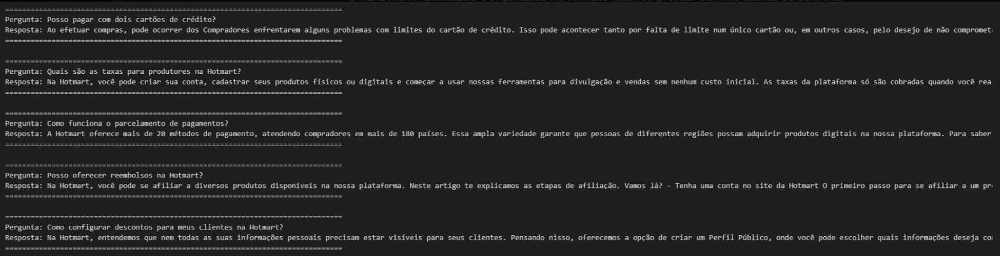 ================================================================================
Pergunta: Posso pagar com dois cartões de crédito?
Resposta: Ao efetuar compras, pode ocorrer dos Compradores enfrentarem alguns problemas com limites do cartão de crédito. Isso pode acontecer tanto por falta de limite num único cartão ou, em outros casos, pelo desejo de não compromet
================================================================================
================================================================================
Pergunta: Quais são as taxas para produtores na Hotmart?
Resposta: Na Hotmart, você pode criar sua conta, cadastrar seus produtos físicos ou digitais e começar a usar nossas ferramentas para divulgação e vendas sem nenhum custo inicial. As taxas da plataforma só são cobradas quando você rea
================================================================================
================================================================================
Pergunta: Como funciona o parcelamento de pagamentos?
Resposta: A Hotmart oferece mais de 20 métodos de pagamento, atendendo compradores em mais de 180 países. Essa ampla variedade garante que pessoas de diferentes regiões possam adquirir produtos digitais na nossa plataforma. Para saber
================================================================================
================================================================================
Pergunta: Posso oferecer reembolsos na Hotmart?
Resposta: Na Hotmart, você pode se afiliar a diversos produtos disponíveis na nossa plataforma. Neste artigo te explicamos as etapas de afiliação. Vamos lá? - Tenha uma conta no site da Hotmart O primeiro passo para se afiliar a um pr
================================================================================
================================================================================
Pergunta: Como configurar descontos para meus clientes na Hotmart?
Resposta: Na Hotmart, entendemos que nem todas as suas informações pessoais precisam estar visíveis para seus clientes. Pensando nisso, oferecemos a opção de criar um Perfil Público, onde você pode escolher quais informações deseja co
================================================================================